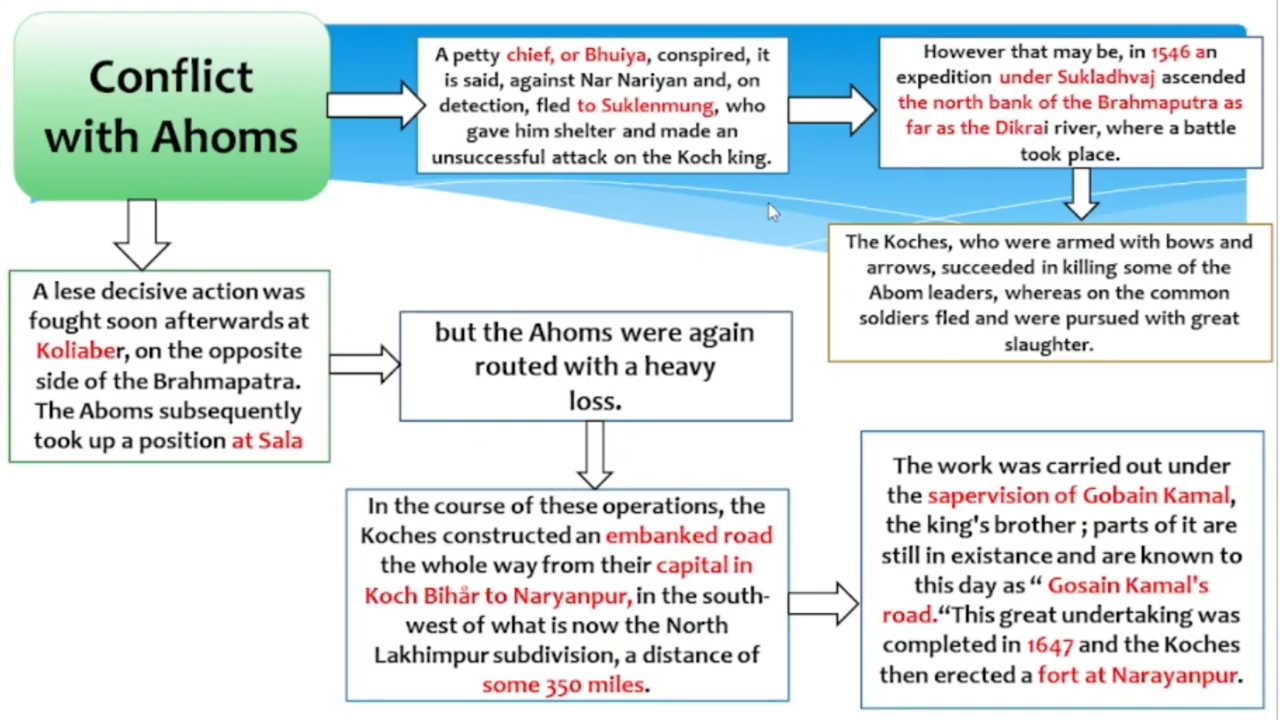 Conflict
with Ahoms
A petty chief, or Bhuiya, conspired, it
is said, against Nar Nariyan and, on
detection, fled to Suklenmung, who
gave him shelter and made an
unsuccessful attack on the Koch king.
However that may be, in 1546 an
expedition under Sukladhvaj ascended
the north bank of the Brahmaputra as
far as the Dikrai river, where a battle
took place.
The Koches, who were armed with bows and
arrows, succeeded in killing some of the
Abom leaders, whereas on the common
soldiers fled and were pursued with great
slaughter.
A lese decisive action was
fought soon afterwards at
Koliaber, on the opposite
side of the Brahmapatra.
The Aboms subsequently
took up a position at Sala
but the Ahoms were again
routed with a heavy
loss.
In the course of these operations, the
Koches constructed an embanked road
the whole way from their capital in
Koch Bihår to Naryanpur, in the south-
west of what is now the North
Lakhimpur subdivision, a distance of
some 350 miles.
The work was carried out under
the sapervision of Gobain Kamal,
the king's brother ; parts of it are
still in existance and are known to
this day as “ Gosain Kamal's
road.“This great undertaking was
completed in 1647 and the Koches
then erected a fort at Narayanpur.